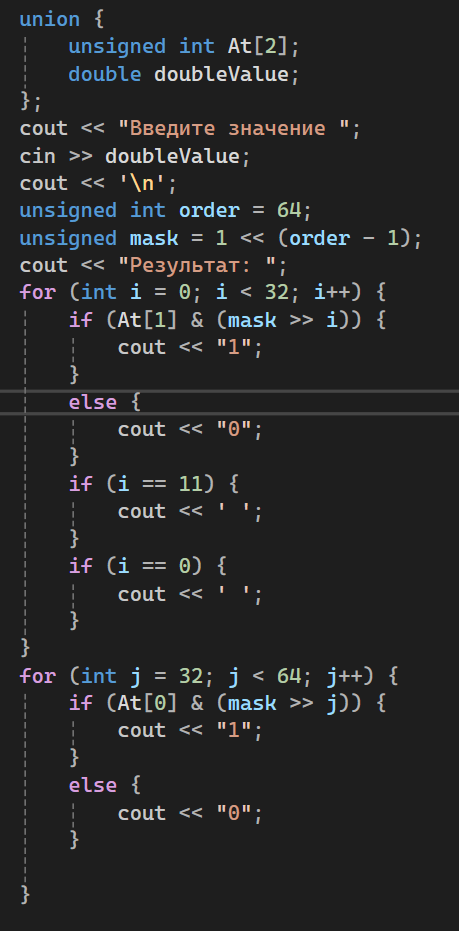 union {
    unsigned int At[2];
    double doubleValue;
};
cout << "Введите значение ";
cin >> doubleValue;
cout << '\n';
unsigned int order = 64;
unsigned mask = 1 << (order - 1);
cout << "Результат: ";
for (int i = 0; i < 32; i++) {
    if (At[1] & (mask >> i)) {
        cout << "1";
    }
    else {
        cout << "0";
    }
    if (i == 11) {
        cout << ' ';
    }
    if (i == 0) {
        cout << ' ';
    }
}
for (int j = 32; j < 64; j++) {
    if (At[0] & (mask >> j)) {
        cout << "1";
    }
    else {
        cout << "0";
    }

}